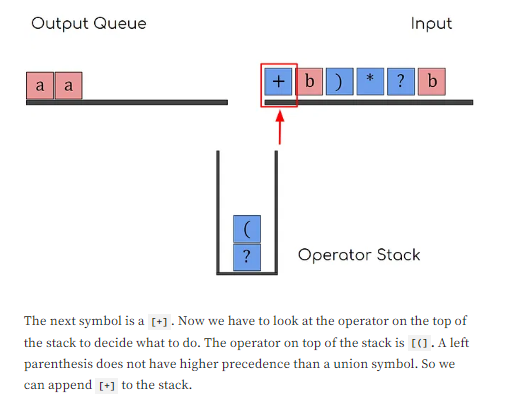 Output Queue Input
a a + b ) * ? b
(
?
Operator Stack
The next symbol is a [+]. Now we have to look at the operator on the top of
the stack to decide what to do. The operator on top of the stack is [(]. A left
parenthesis does not have higher precedence than a union symbol. So we
can append [+] to the stack.